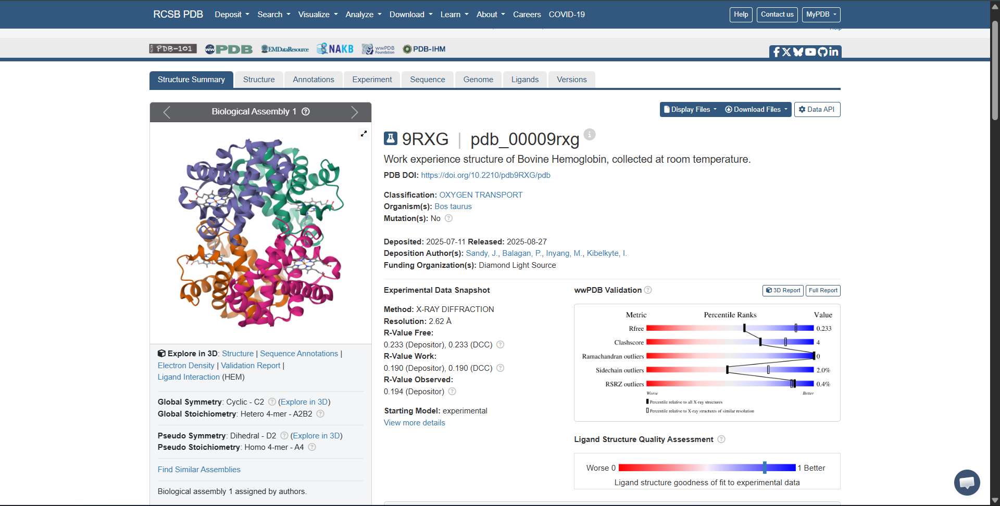 RCSB PDB Deposit Search Visualize Analyze Download Learn About Careers COVID-19 Help Contact us MyPDB
PDB-101 wwPDB EMDataResource NAKB wwPDB Foundation PDB-IHM
Structure Summary Structure Annotations Experiment Sequence Genome Ligands Versions
Biological Assembly 1
Display Files Download Files Data API
9RXG | pdb_00009rxg
Work experience structure of Bovine Hemoglobin, collected at room temperature.
PDB DOI: https://doi.org/10.2210/pdb9RXG/pdb
Classification: OXYGEN TRANSPORT
Organism(s): Bos taurus
Mutation(s): No
Deposited: 2025-07-11 Released: 2025-08-27
Deposition Author(s): Sandy, J., Balagan, P., Inyang, M., Kibelkyte, I.
Funding Organization(s): Diamond Light Source
Explore in 3D: Structure | Sequence Annotations |
Electron Density | Validation Report |
Ligand Interaction (HEM)
Global Symmetry: Cyclic - C2 (Explore in 3D)
Global Stoichiometry: Hetero 4-mer - A2B2
Pseudo Symmetry: Dihedral - D2 (Explore in 3D)
Pseudo Stoichiometry: Homo 4-mer - A4
Find Similar Assemblies
Biological assembly 1 assigned by authors.
Experimental Data Snapshot
Method: X-RAY DIFFRACTION
Resolution: 2.62 Å
R-Value Free:
0.233 (Depositor), 0.233 (DCC)
R-Value Work:
0.190 (Depositor), 0.190 (DCC)
R-Value Observed:
0.194 (Depositor)
Starting Model: experimental
View more details
wwPDB Validation 3D Report Full Report
Metric Percentile Ranks Value
Rfree 0.233
Clashscore 4
Ramachandran outliers 0
Sidechain outliers 2.0%
RSRZ outliers 0.4%
Worse Better
Percentile relative to all X-ray structures
Percentile relative to X-ray structures of similar resolution
Ligand Structure Quality Assessment
Worse 0 1 Better
Ligand structure goodness of fit to experimental data